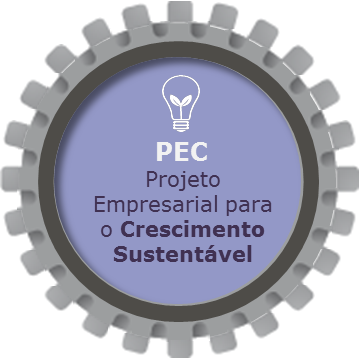 PEC
Projeto
Empresarial para
o Crescimento
Sustentável